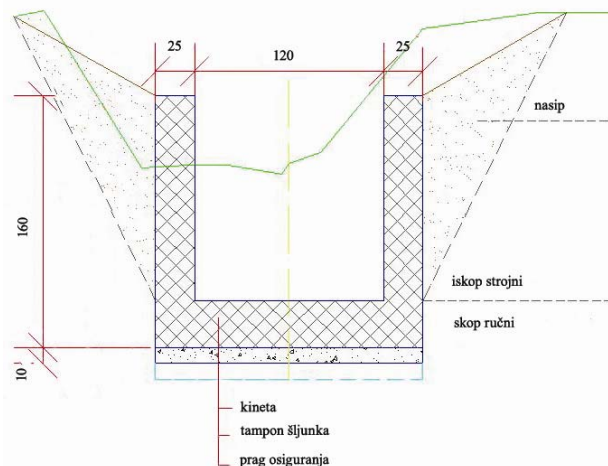 25
120
25
nasip
160
iskop strojni
skop ručni
10
kineta
tampon šljunka
prag osiguranja